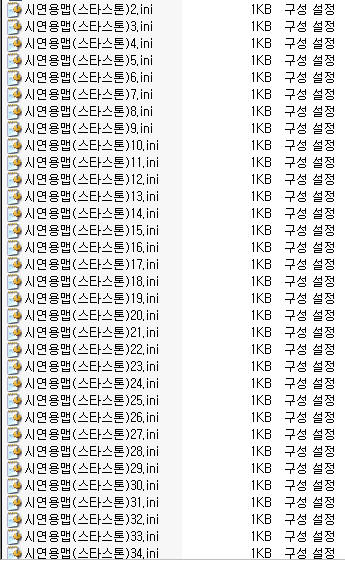 시연용맵(스타스톤)2.ini 1KB 구성 설정
시연용맵(스타스톤)3.ini 1KB 구성 설정
시연용맵(스타스톤)4.ini 1KB 구성 설정
시연용맵(스타스톤)5.ini 1KB 구성 설정
시연용맵(스타스톤)6.ini 1KB 구성 설정
시연용맵(스타스톤)7.ini 1KB 구성 설정
시연용맵(스타스톤)8.ini 1KB 구성 설정
시연용맵(스타스톤)9.ini 1KB 구성 설정
시연용맵(스타스톤)10.ini 1KB 구성 설정
시연용맵(스타스톤)11.ini 1KB 구성 설정
시연용맵(스타스톤)12.ini 1KB 구성 설정
시연용맵(스타스톤)13.ini 1KB 구성 설정
시연용맵(스타스톤)14.ini 1KB 구성 설정
시연용맵(스타스톤)15.ini 1KB 구성 설정
시연용맵(스타스톤)16.ini 1KB 구성 설정
시연용맵(스타스톤)17.ini 1KB 구성 설정
시연용맵(스타스톤)18.ini 1KB 구성 설정
시연용맵(스타스톤)19.ini 1KB 구성 설정
시연용맵(스타스톤)20.ini 1KB 구성 설정
시연용맵(스타스톤)21.ini 1KB 구성 설정
시연용맵(스타스톤)22.ini 1KB 구성 설정
시연용맵(스타스톤)23.ini 1KB 구성 설정
시연용맵(스타스톤)24.ini 1KB 구성 설정
시연용맵(스타스톤)25.ini 1KB 구성 설정
시연용맵(스타스톤)26.ini 1KB 구성 설정
시연용맵(스타스톤)27.ini 1KB 구성 설정
시연용맵(스타스톤)28.ini 1KB 구성 설정
시연용맵(스타스톤)29.ini 1KB 구성 설정
시연용맵(스타스톤)30.ini 1KB 구성 설정
시연용맵(스타스톤)31.ini 1KB 구성 설정
시연용맵(스타스톤)32.ini 1KB 구성 설정
시연용맵(스타스톤)33.ini 1KB 구성 설정
시연용맵(스타스톤)34.ini 1KB 구성 설정